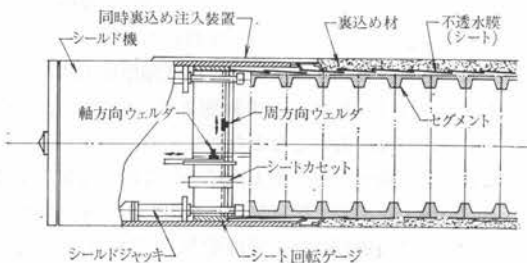 同時裏込め注入装置
シールド機
裏込め材
不透水膜
(シート)
軸方向ウェルダ
周方向ウェルダ
セグメント
シートカセット
シールドジャッキ
シート回転ゲージ